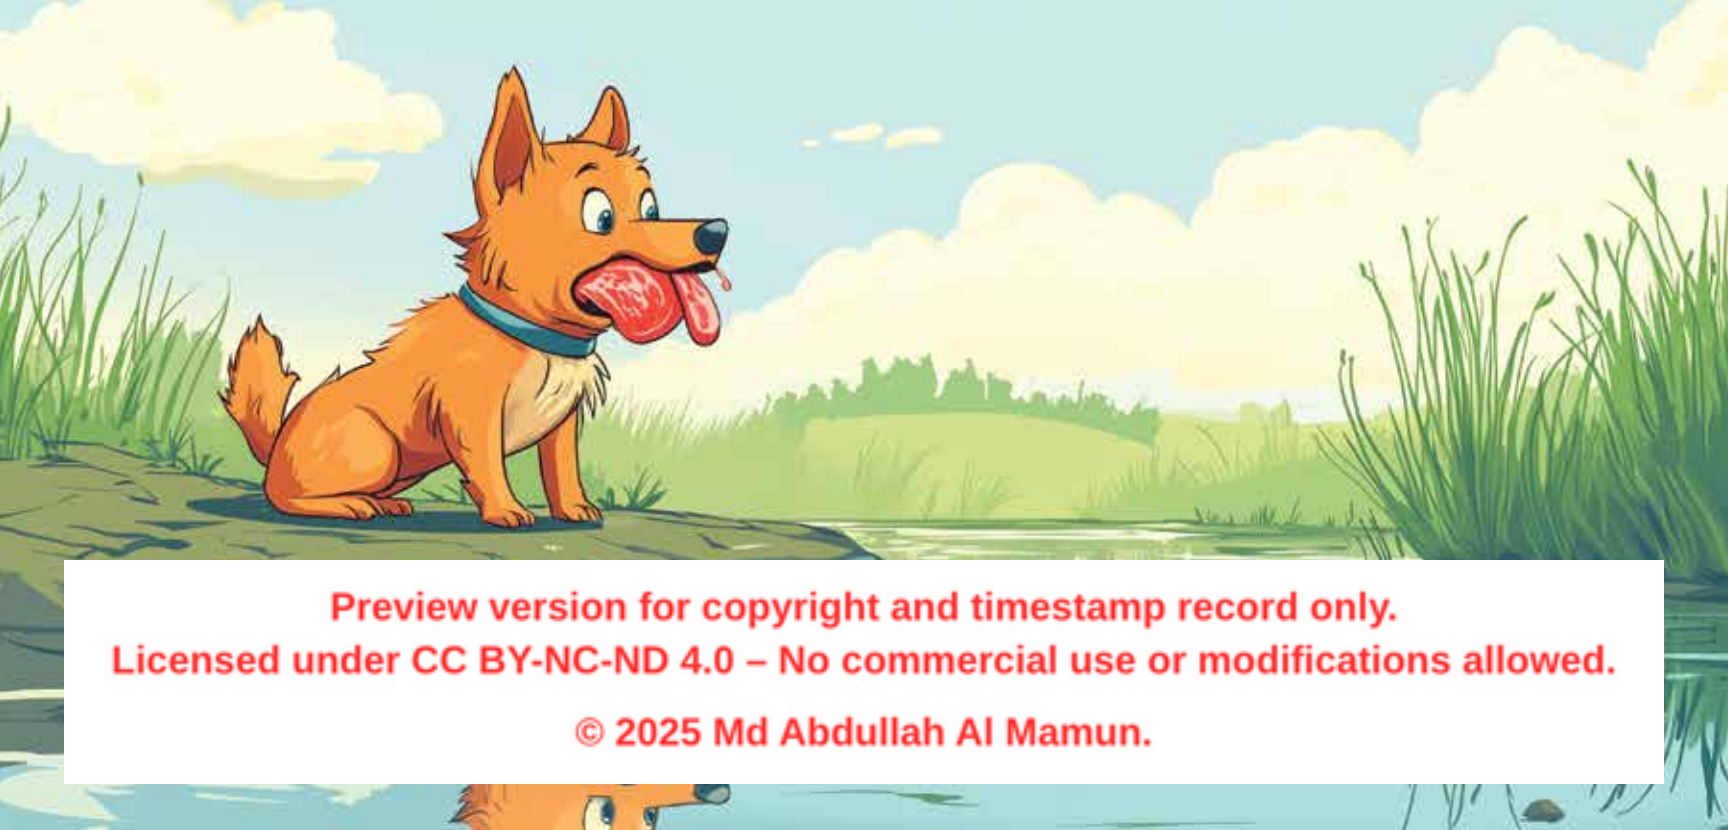 Preview version for copyright and timestamp record only.
Licensed under CC BY-NC-ND 4.0 – No commercial use or modifications allowed.
© 2025 Md Abdullah Al Mamun.